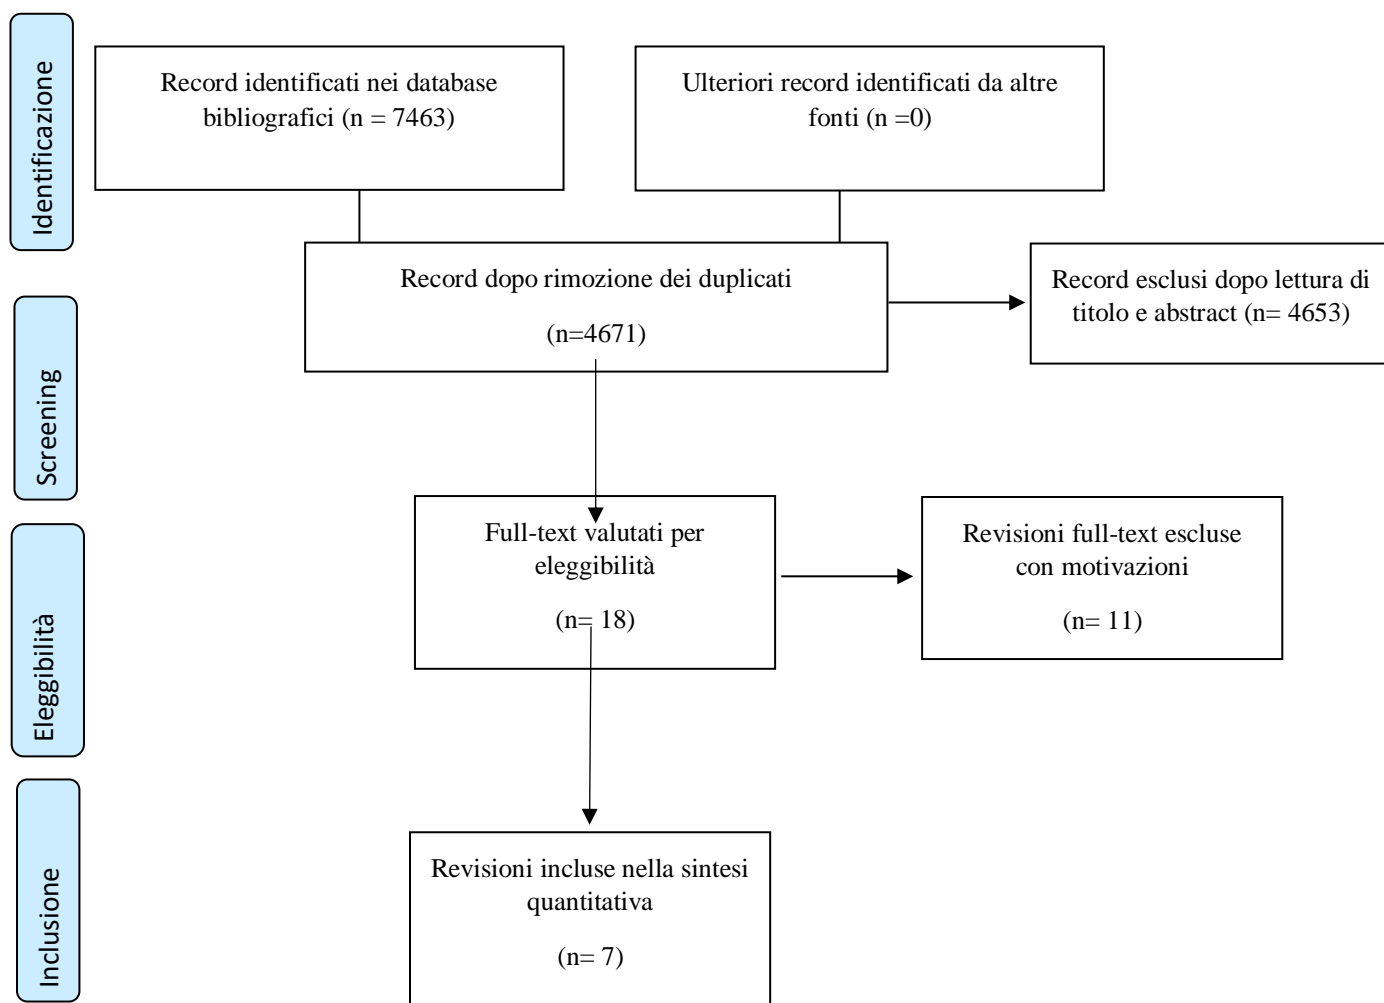 Identificazione
Record identificati nei database
bibliografici (n = 7463)
Ulteriori record identificati da altre
fonti (n =0)
Record dopo rimozione dei duplicati
(n=4671)
Record esclusi dopo lettura di
titolo e abstract (n= 4653)
Screening
Full-text valutati per
eleggibilità
(n= 18)
Revisioni full-text escluse
con motivazioni
(n= 11)
Eleggibilità
Revisioni incluse nella sintesi
quantitativa
(n= 7)
Inclusione